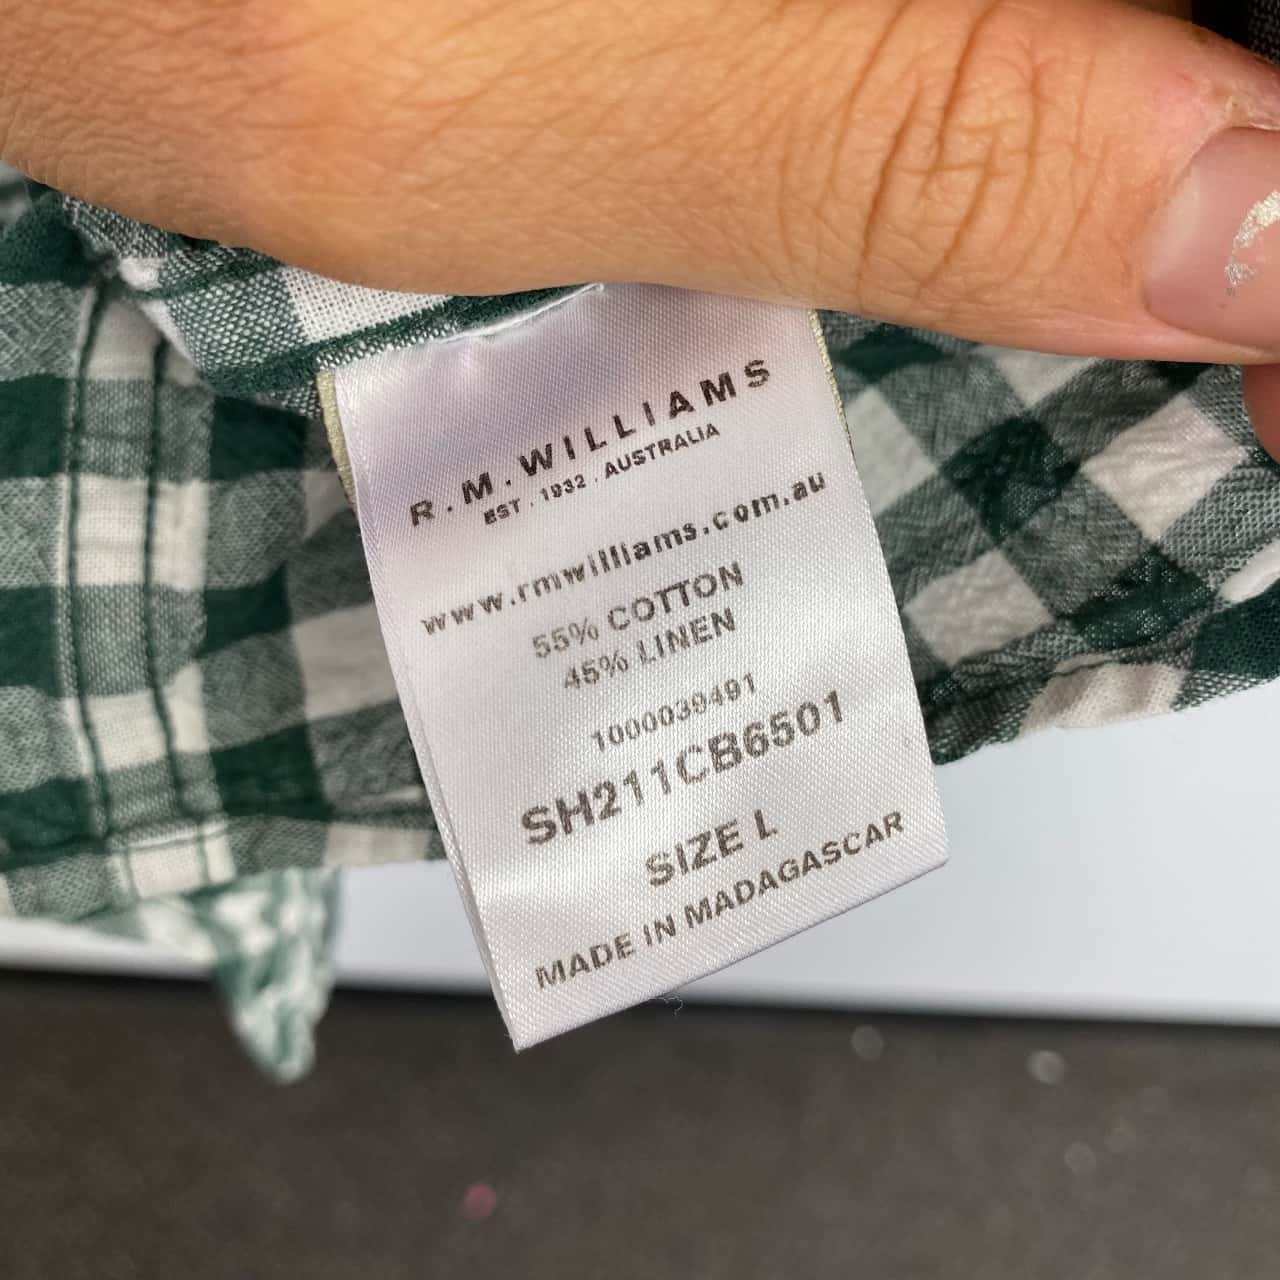 R.M.WILLIAMS
EST.1932.AUSTRALIA
www.rmwilliams.com.au
55% COTTON
45% LINEN
1000039491
SH211CB6501
SIZE L
MADE IN MADAGASCAR